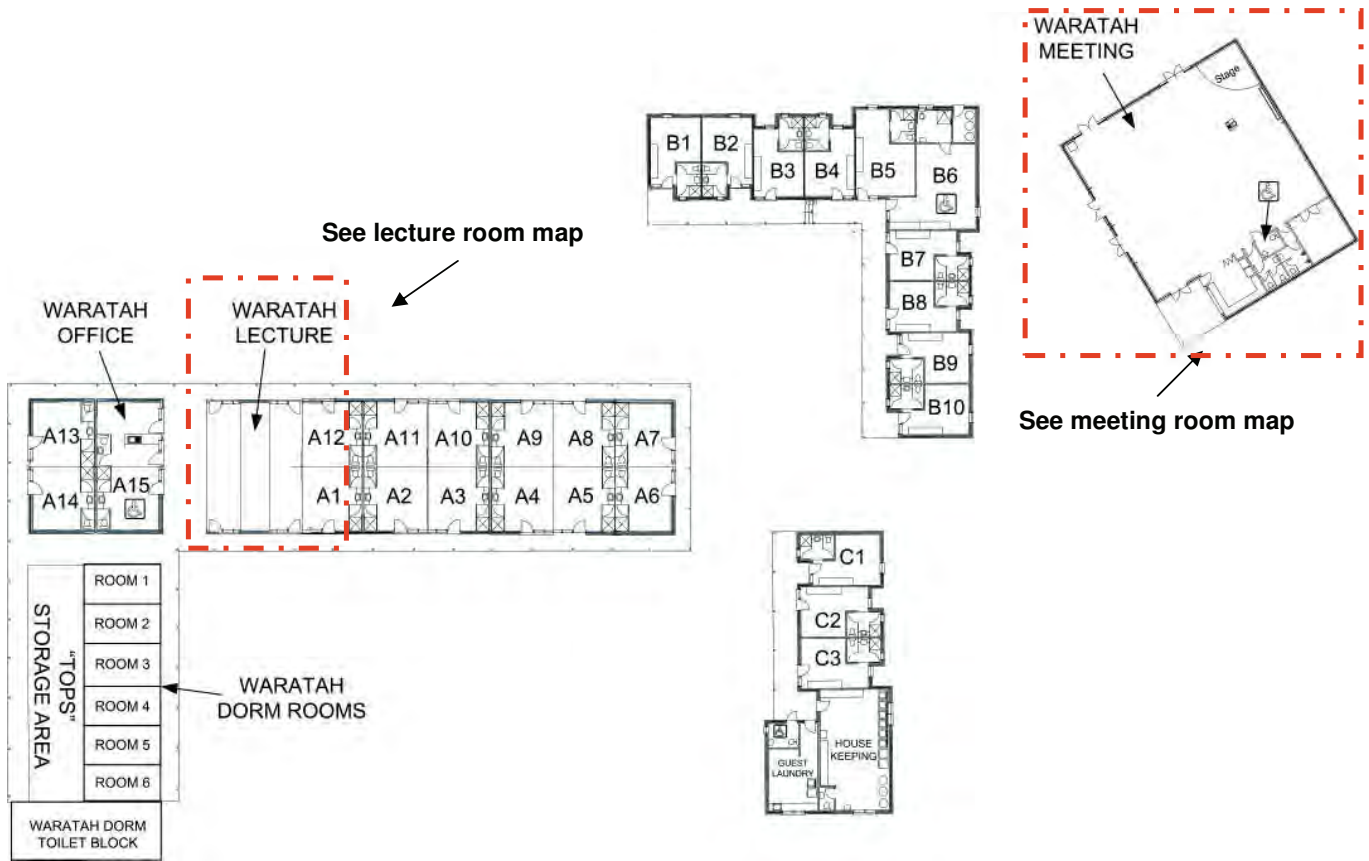 WARATAH
MEETING
Stage
B1
B2
B3
B4
B5
B6
B7
B8
B9
B10
See lecture room map
See meeting room map
WARATAH
OFFICE
WARATAH
LECTURE
A13
A14
A15
A12
A11
A10
A9
A8
A7
A1
A2
A3
A4
A5
A6
ROOM 1
ROOM 2
ROOM 3
ROOM 4
ROOM 5
ROOM 6
"TOPS"
STORAGE AREA
WARATAH
DORM ROOMS
WARATAH DORM
TOILET BLOCK
C1
C2
C3
HOUSE
KEEPING
GUEST
LAUNDRY